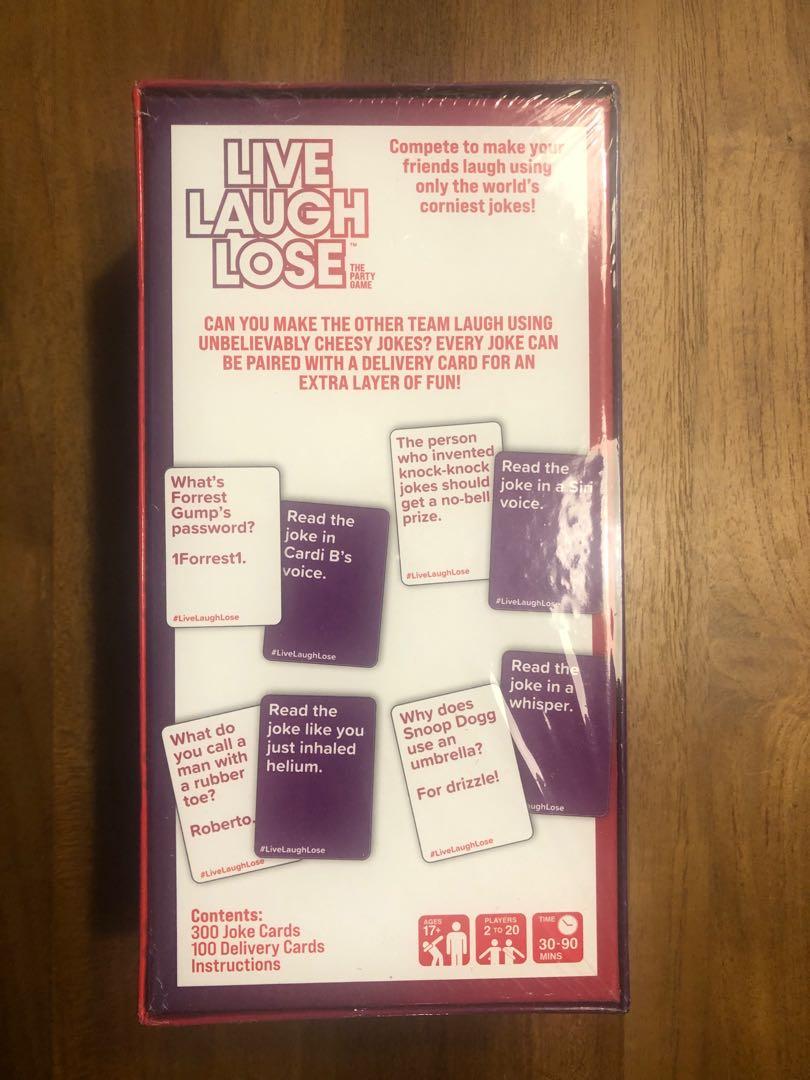 LIVE
LAUGH
LOSE™
THE
PARTY
GAME
Compete to make your
friends laugh using
only the world's
corniest jokes!
CAN YOU MAKE THE OTHER TEAM LAUGH USING
UNBELIEVABLY CHEESY JOKES? EVERY JOKE CAN
BE PAIRED WITH A DELIVERY CARD FOR AN
EXTRA LAYER OF FUN!
What's
Forrest
Gump's
password?
1Forrest1.
#LiveLaughLose
Read the
joke in
Cardi B's
voice.
#LiveLaughLose
The person
who invented
knock-knock
jokes should
get a no-bell
prize.
#LiveLaughLose
Read the
joke in a Siri
voice.
#LiveLaughLose
What do
you call a
man with
a rubber
toe?
Roberto.
#LiveLaughLose
Read the
joke like you
just inhaled
helium.
#LiveLaughLose
Why does
Snoop Dogg
use an
umbrella?
For drizzle!
#LiveLaughLose
Read the
joke in a
whisper.
ughLose
Contents:
300 Joke Cards
100 Delivery Cards
Instructions
AGES
17+
PLAYERS
2 TO 20
TIME
30-90
MINS